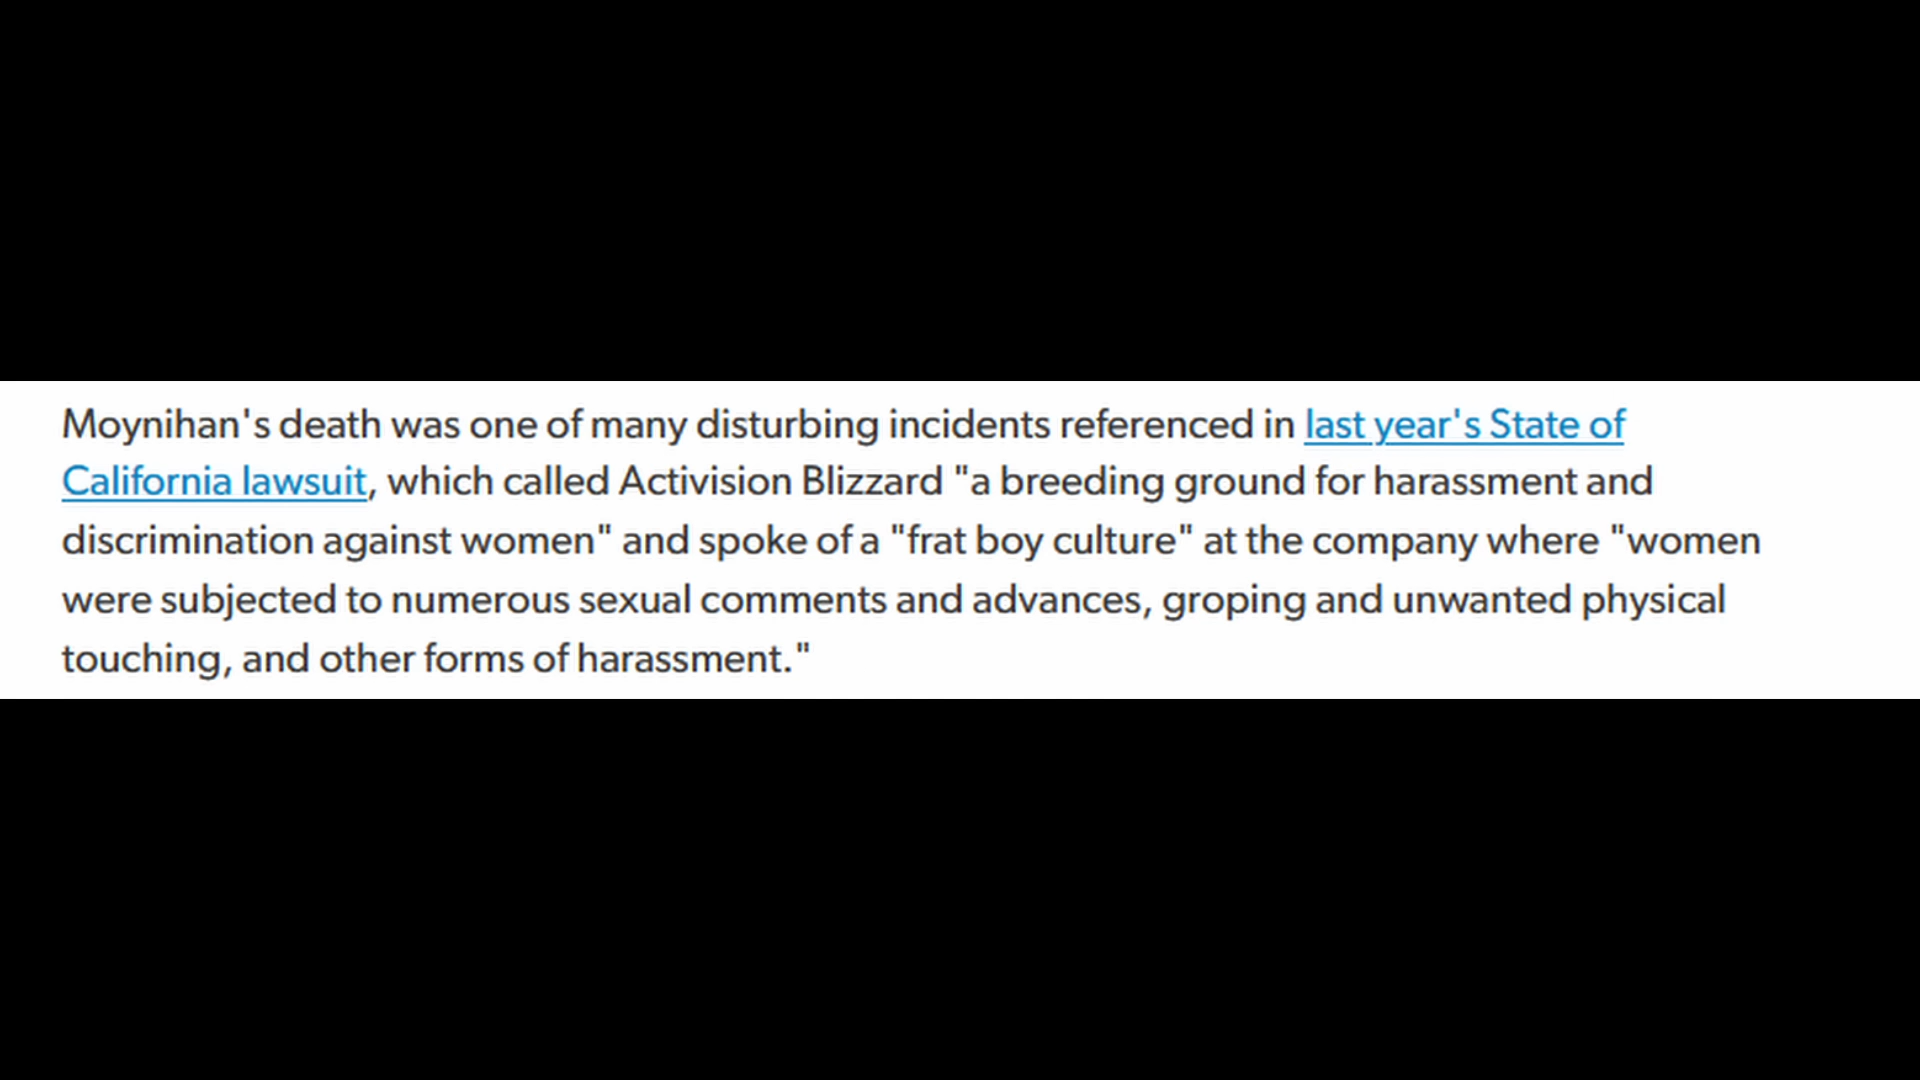 Moynihan's death was one of many disturbing incidents referenced in last year's State of
California lawsuit, which called Activision Blizzard "a breeding ground for harassment and
discrimination against women" and spoke of a "frat boy culture" at the company where "women
were subjected to numerous sexual comments and advances, groping and unwanted physical
touching, and other forms of harassment."